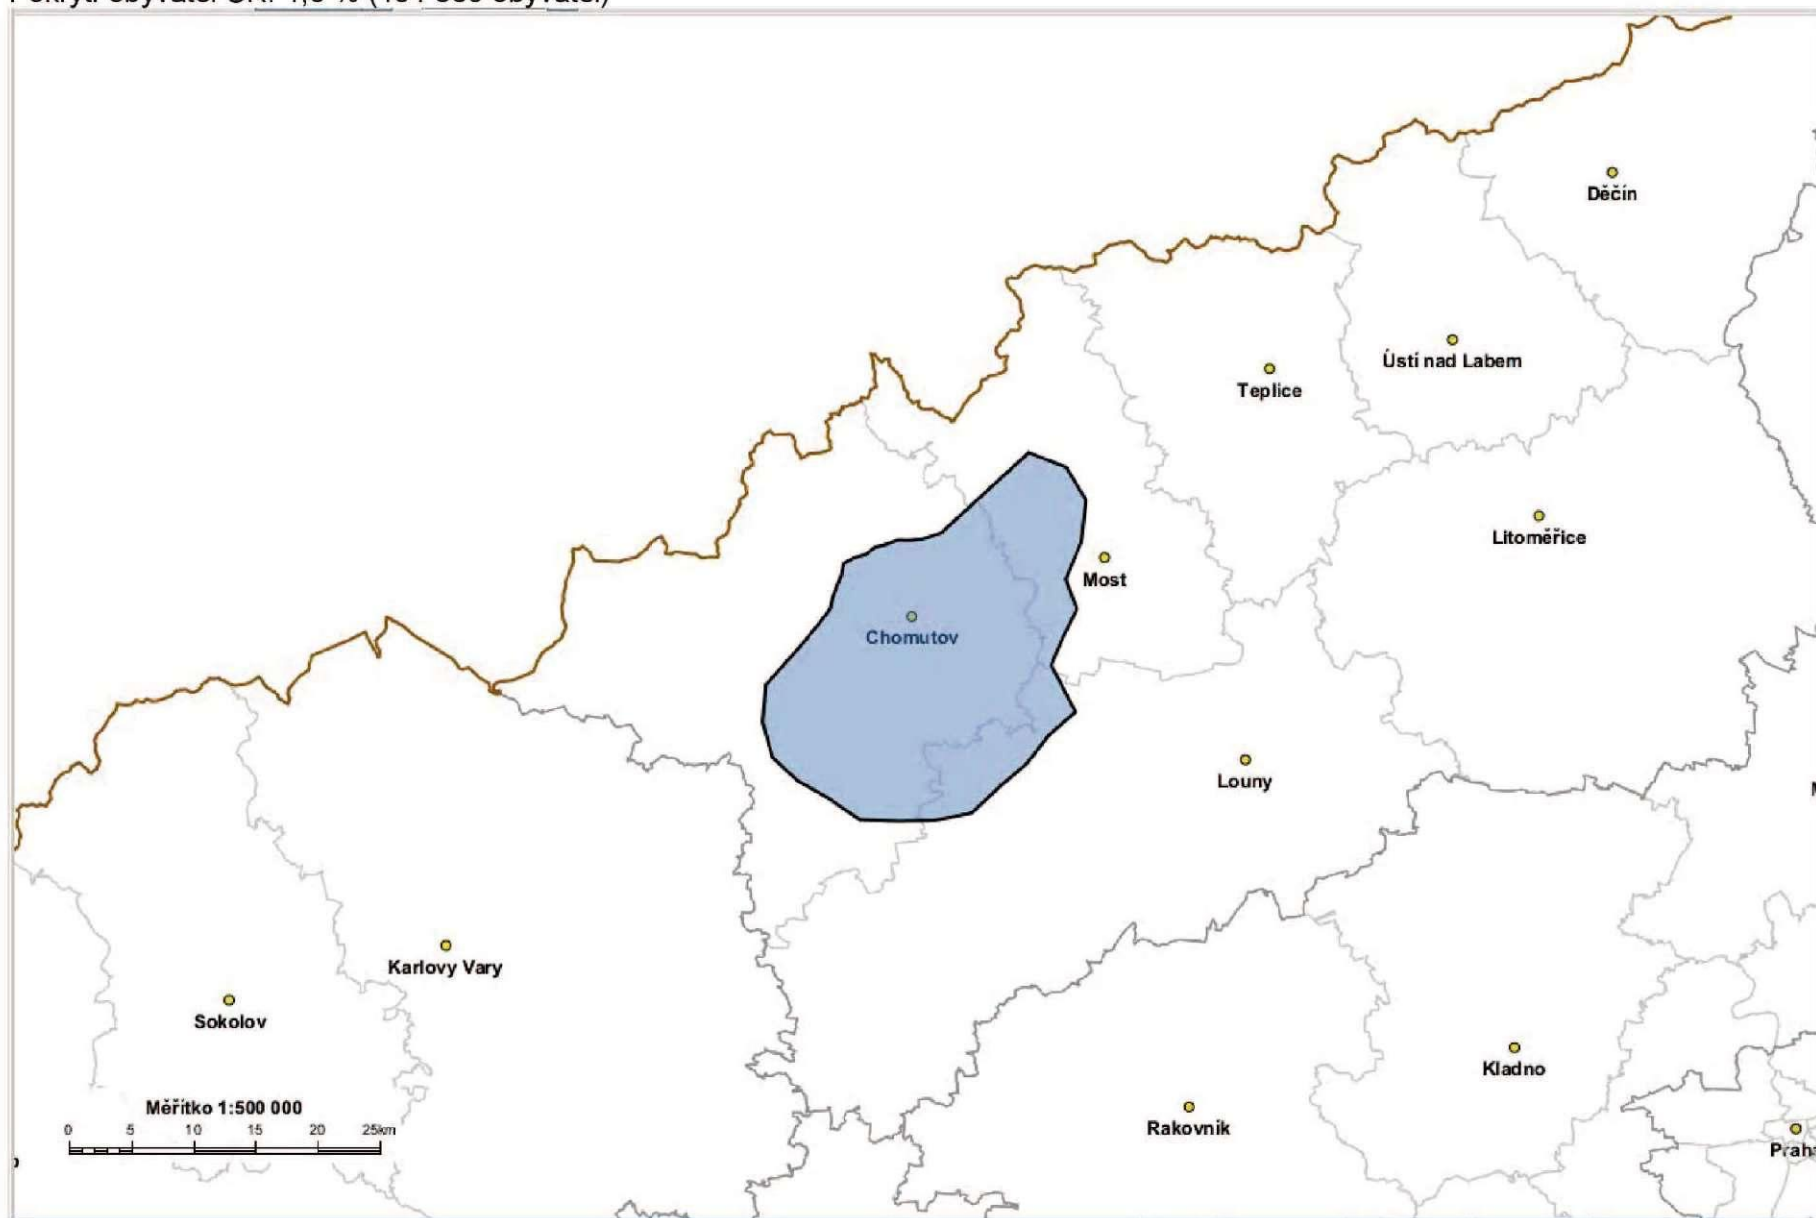 Děčín
Ústí nad Labem
Teplice
Litoměřice
Most
Chomutov
Louny
Karlovy Vary
Sokolov
Kladno
Měřítko 1:500 000
0 5 10 15 20 25km
Rakovník